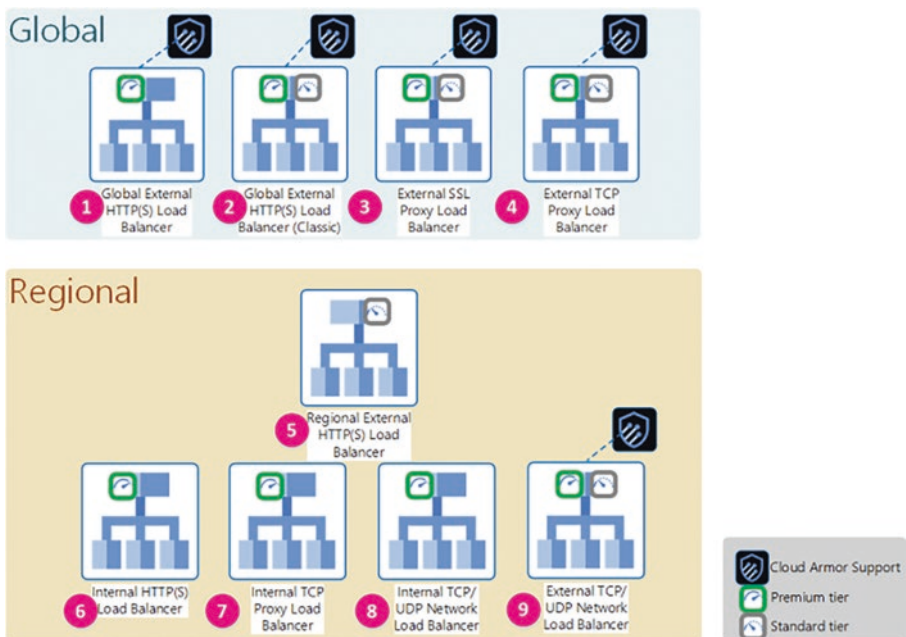 Global
1
Global External
HTTP(S) Load
Balancer
2
Global External
HTTP(S) Load
Balancer (Classic)
3
External SSL
Proxy Load
Balancer
4
External TCP
Proxy Load
Balancer
Regional
5
Regional External
HTTP(S) Load
Balancer
6
Internal HTTP(S)
Load Balancer
7
Internal TCP
Proxy Load
Balancer
8
Internal TCP/
UDP Network
Load Balancer
9
External TCP/
UDP Network
Load Balancer
Cloud Armor Support
Premium tier
Standard tier